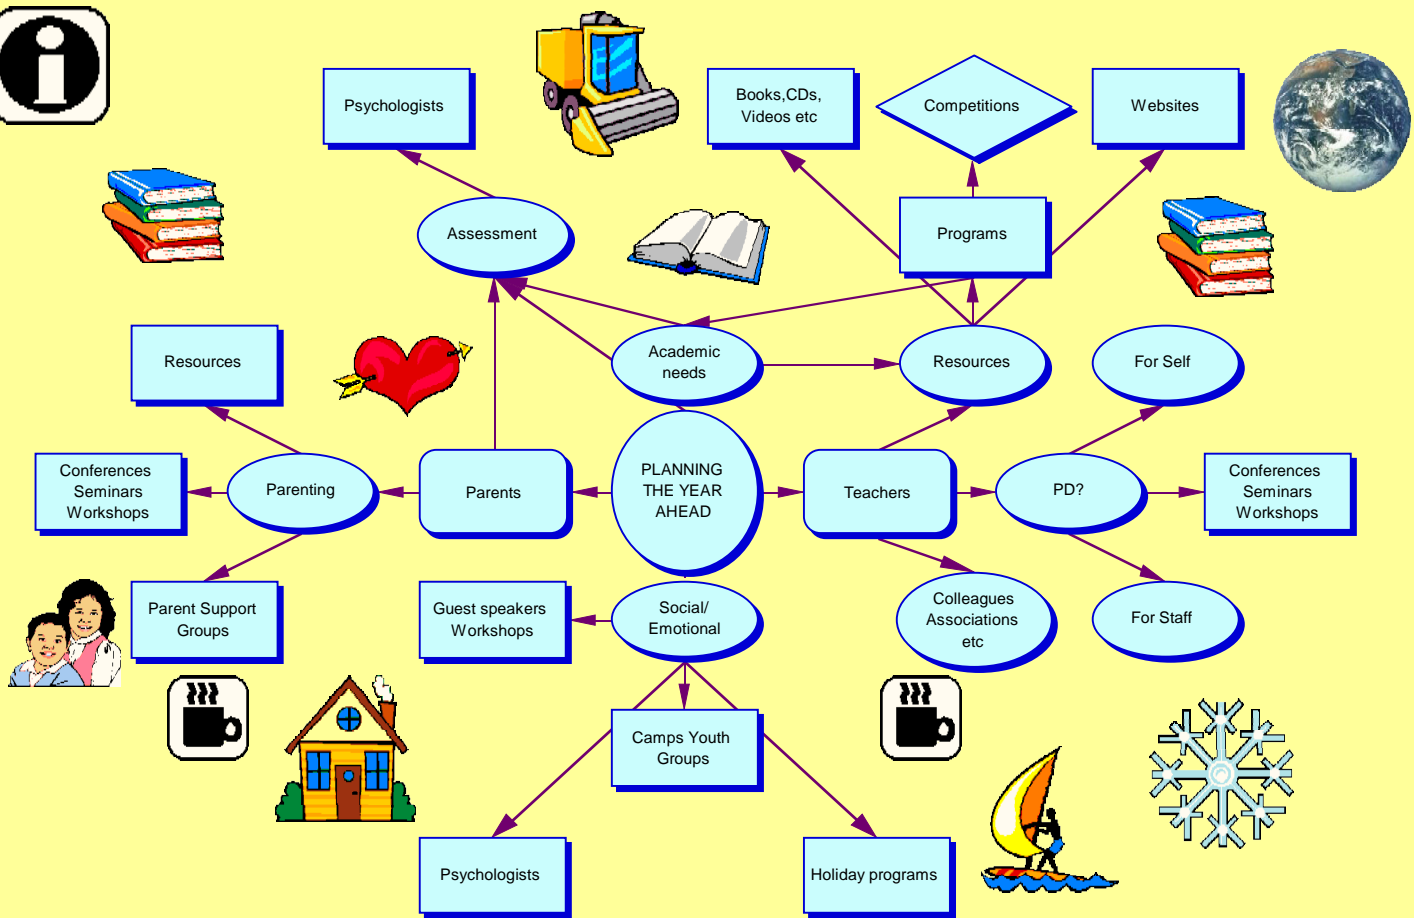 Psychologists
Books,CDs,
Videos etc
Competitions
Websites
Assessment
Programs
Resources
Academic
needs
Resources
For Self
Conferences
Seminars
Workshops
Parenting
Parents
PLANNING
THE YEAR
AHEAD
Teachers
PD?
Conferences
Seminars
Workshops
Parent Support
Groups
Guest speakers
Workshops
Social/
Emotional
Colleagues
Associations
etc
For Staff
Camps Youth
Groups
Psychologists
Holiday programs